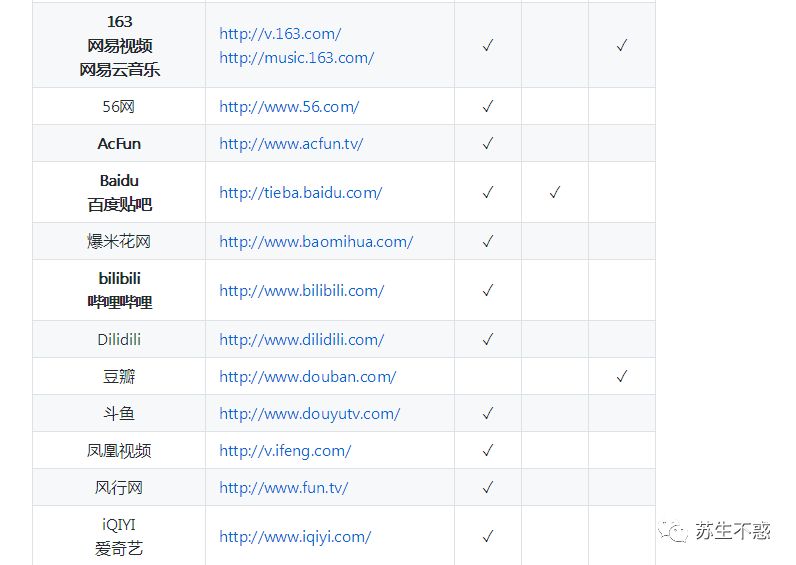 163
网易视频
网易云音乐
http://v.163.com/
http://music.163.com/
✓
✓
56网
http://www.56.com/
✓
AcFun
http://www.acfun.tv/
✓
Baidu
百度贴吧
http://tieba.baidu.com/
✓
✓
爆米花网
http://www.baomihua.com/
✓
bilibili
哔哩哔哩
http://www.bilibili.com/
✓
Dilidili
http://www.dilidili.com/
✓
豆瓣
http://www.douban.com/
✓
斗鱼
http://www.douyutv.com/
✓
凤凰视频
http://v.ifeng.com/
✓
风行网
http://www.fun.tv/
✓
iQIYI
爱奇艺
http://www.iqiyi.com/
✓
苏生不惑